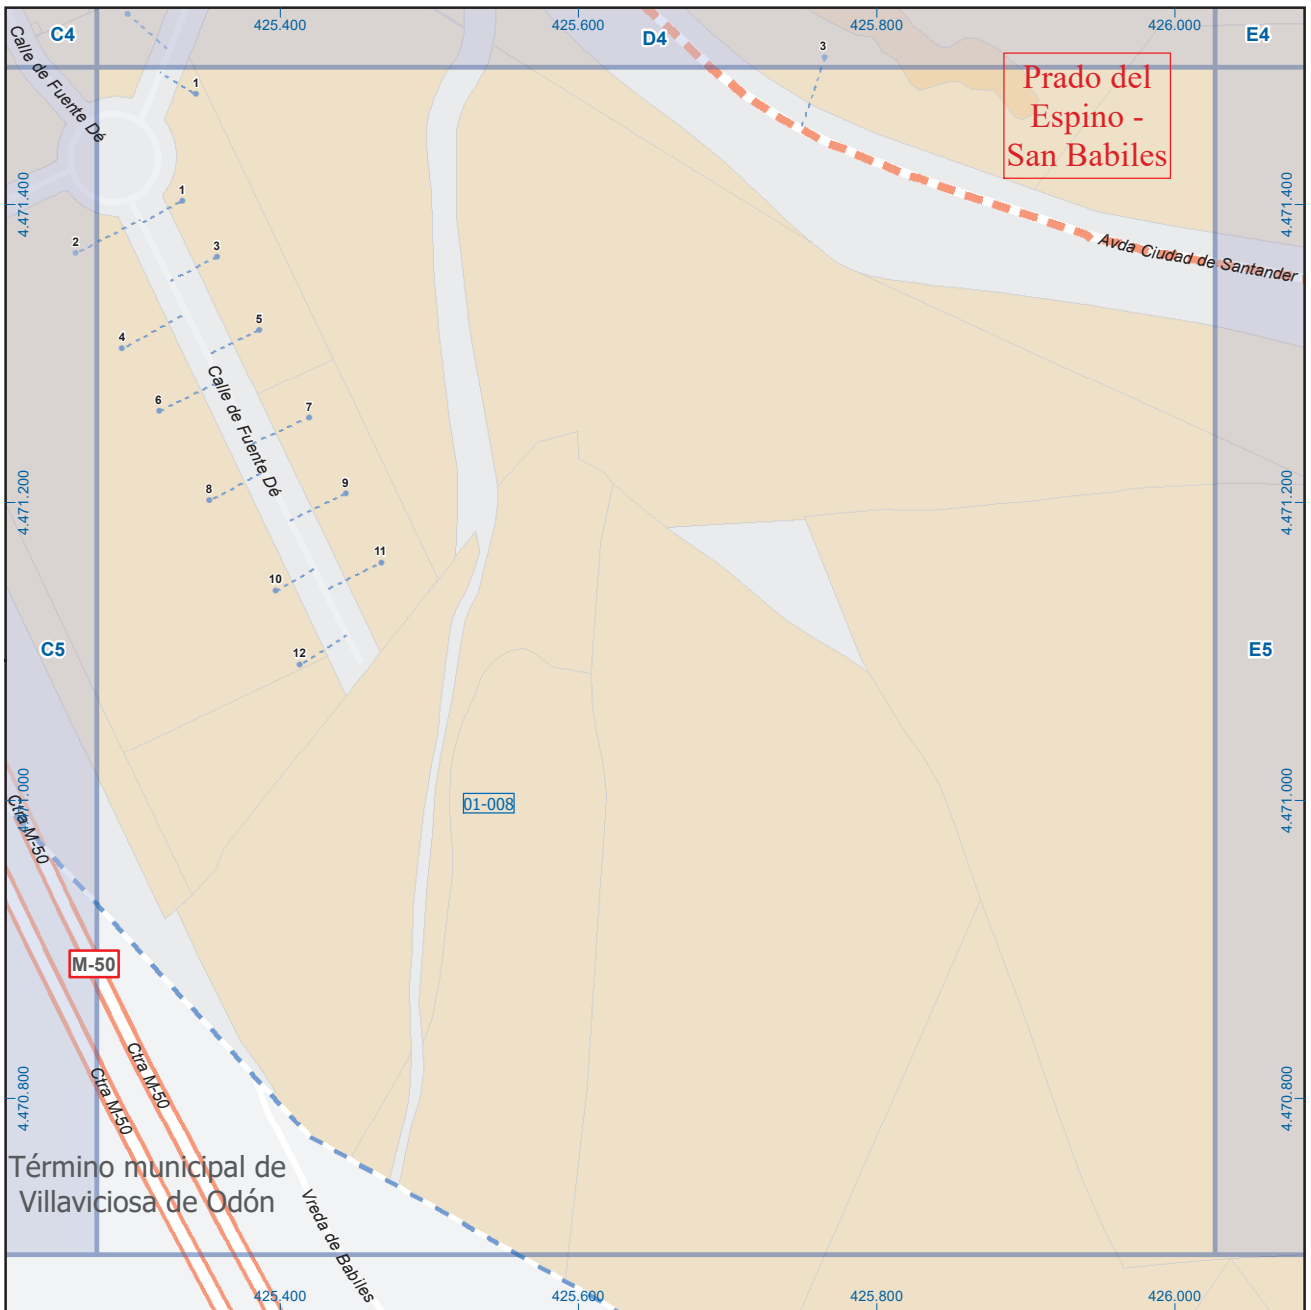 425.400
425.600
425.800
426.000
C4
D4
E4
Prado del
Espino -
San Babiles
Calle de Fuente Dé
1
3
4.471.400
4.471.400
1
2
3
Avda Ciudad de Santander
4
5
Calle de Fuente Dé
6
7
8
9
4.471.200
4.471.200
10
11
12
C5
E5
01-008
4.471.000
4.471.000
Ctra M-50
M-50
Ctra M-50
Ctra M-50
4.470.800
4.470.800
Término municipal de
Villaviciosa de Odón
Vreda de Babiles
425.400
425.600
425.800
426.000